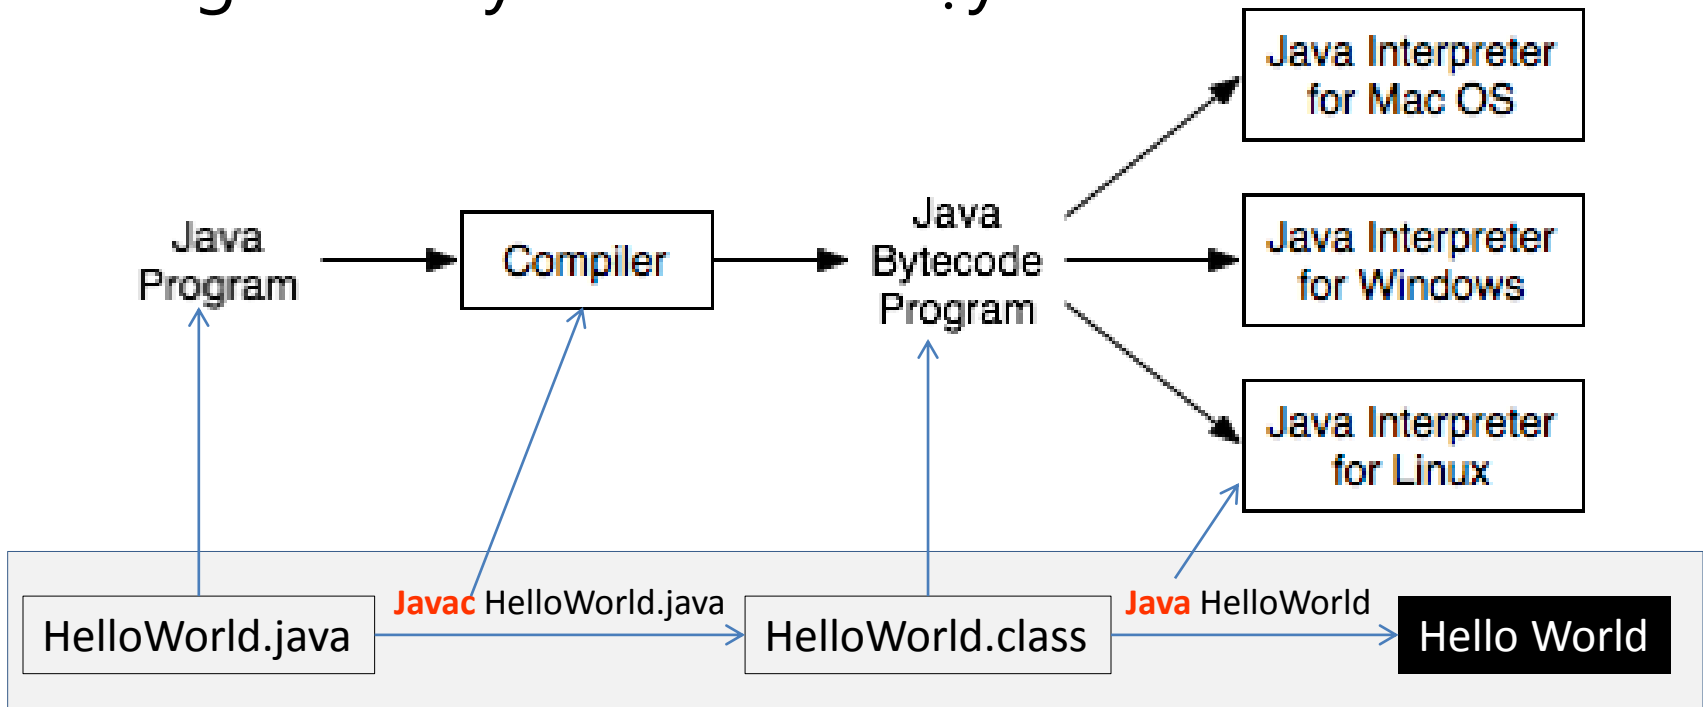 Java Interpreter
for Mac OS
Java
Program
Compiler
Java
Bytecode
Program
Java Interpreter
for Windows
Java Interpreter
for Linux
HelloWorld.java
Javac HelloWorld.java
HelloWorld.class
Java HelloWorld
Hello World